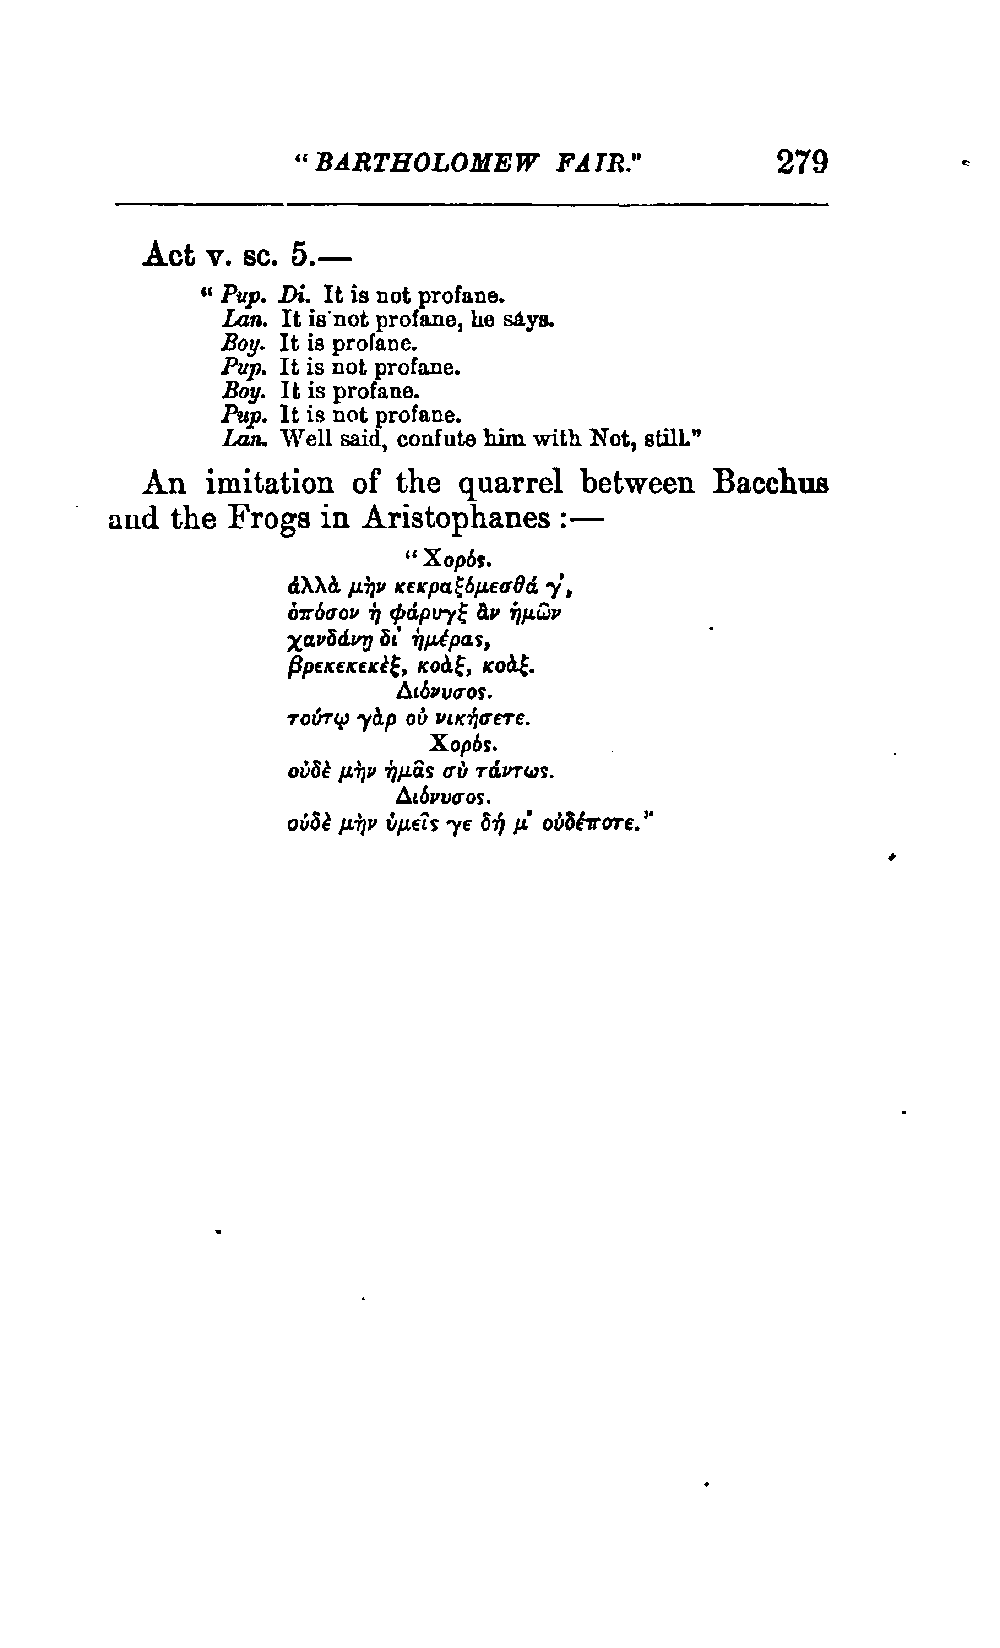 "BARTHOLOMEW FAIR." 279
Act v. sc. 5.—
"Pup. Di. It is not profane.
Lan. It is not profane, he says.
Boy. It is profane.
Pup. It is not profane.
Boy. It is profane.
Pup. It is not profane.
Lan. Well said, confute him with Not, still."
An imitation of the quarrel between Bacchus
and the Frogs in Aristophanes :—
"Χορός.
ἀλλὰ μὴν κεκραξόμεσθά γ',
ὁπόσον ἡ φάρυγξ ἂν ἡμῶν
χανδάνῃ δι' ἡμέρας,
βρεκεκεκὲξ, κοὰξ, κοὰξ.
Διόνυσος.
τούτῳ γὰρ οὐ νικήσετε.
Χορός.
οὐδὲ μὴν ἡμᾶς σὺ τάντως.
Διόνυσος.
οὐδὲ μὴν ὑμεῖς γε δή μ' οὐδέποτε."